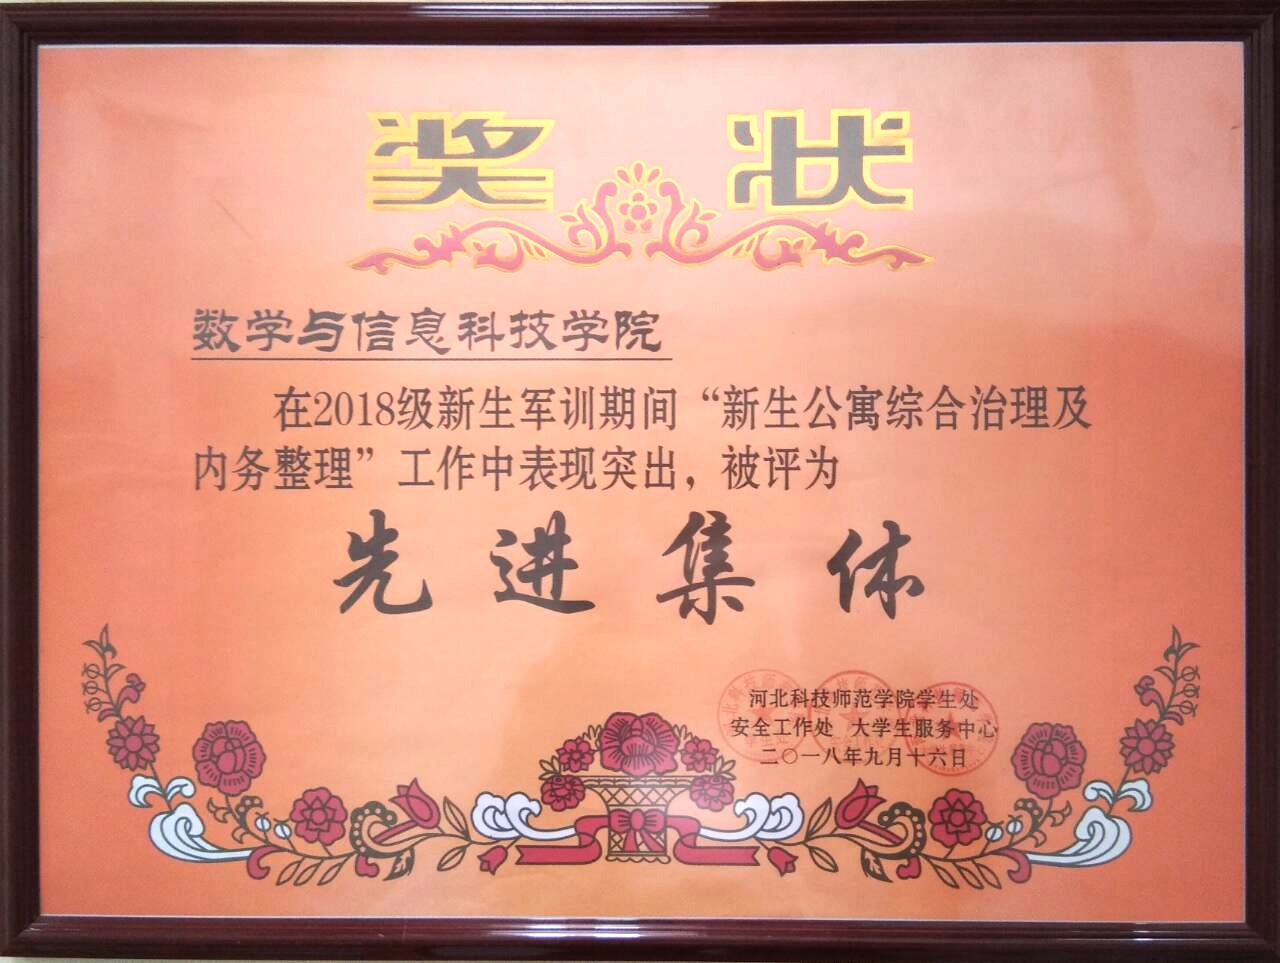 奖状
数学与信息科技学院
在2018级新生军训期间“新生公寓综合治理及
内务整理”工作中表现突出，被评为
先进集体
河北科技师范学院学生处
安全工作处 大学生服务中心
二〇一八年九月十六日